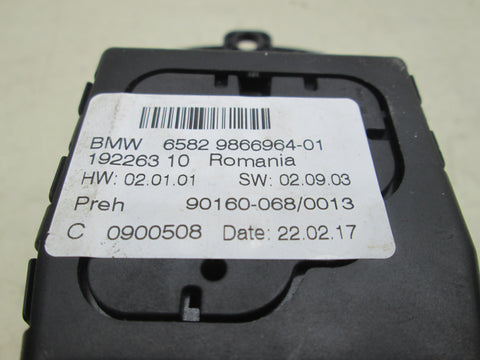 BMW 6582 9866964-01
192263 10 Romania
HW: 02.01.01 SW: 02.09.03
Preh 90160-068/0013
C 0900508 Date: 22.02.17